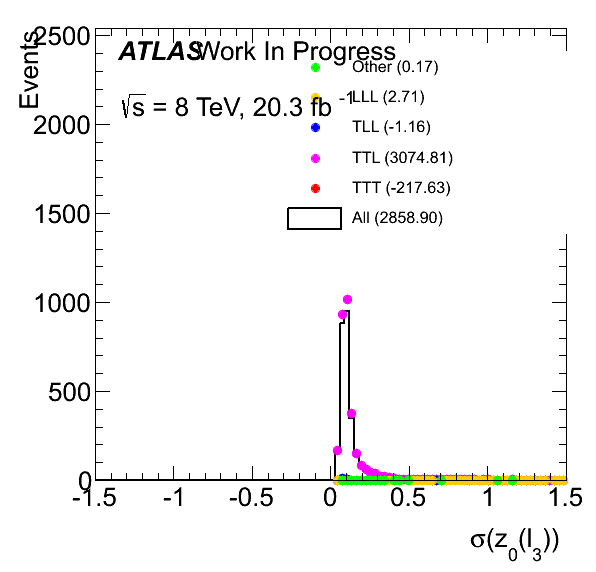 Events
ATLAS Work In Progress
√s = 8 TeV, 20.3 fb -1
Other (0.17)
LLL (2.71)
TLL (-1.16)
TTL (3074.81)
TTT (-217.63)
All (2858.90)
2500
2000
1500
1000
500
0
-1.5 -1 -0.5 0 0.5 1 1.5
σ(z0(l3))